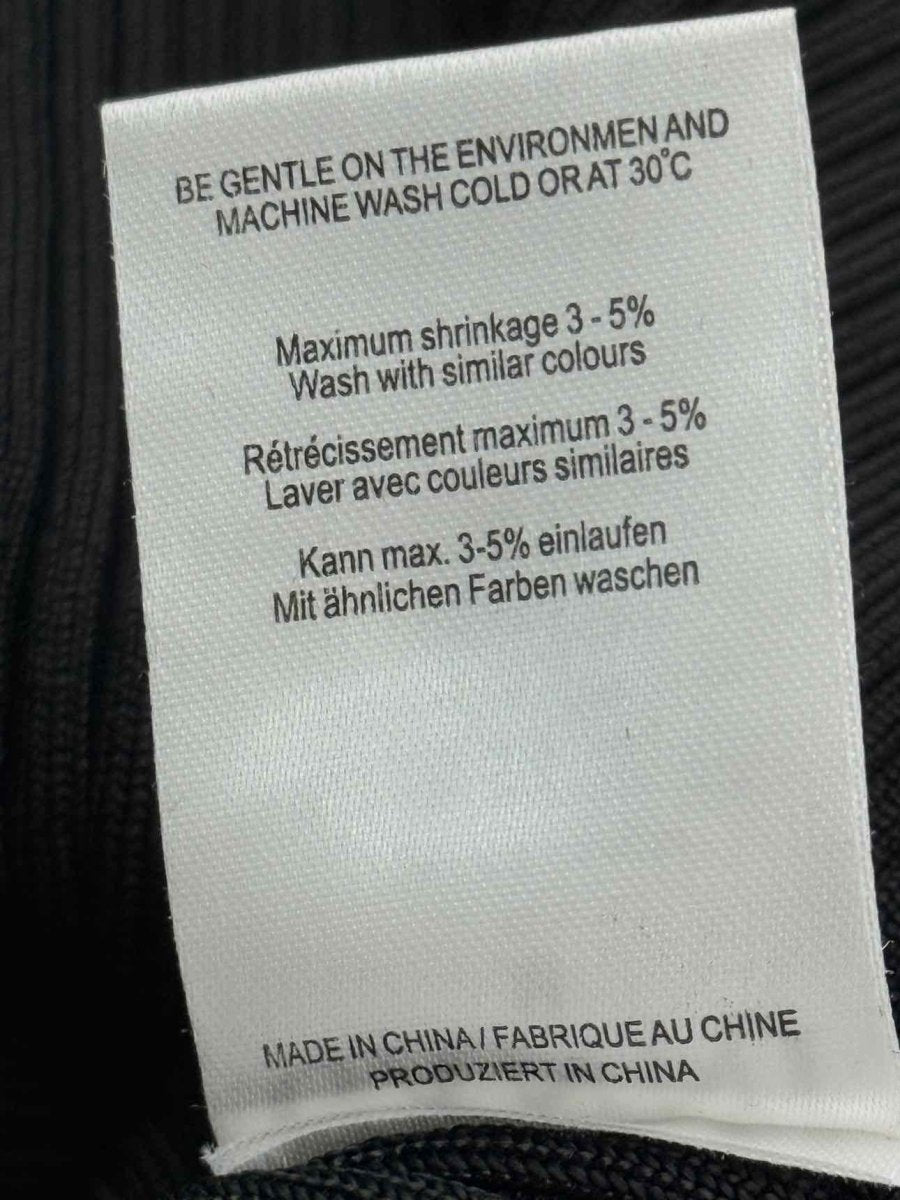 BE GENTLE ON THE ENVIRONMEN AND
MACHINE WASH COLD OR AT 30°C
Maximum shrinkage 3 - 5%
Wash with similar colours
Rétrécissement maximum 3 - 5%
Laver avec couleurs similaires
Kann max. 3-5% einlaufen
Mit ähnlichen Farben waschen
MADE IN CHINA / FABRIQUE AU CHINE
PRODUZIERT IN CHINA